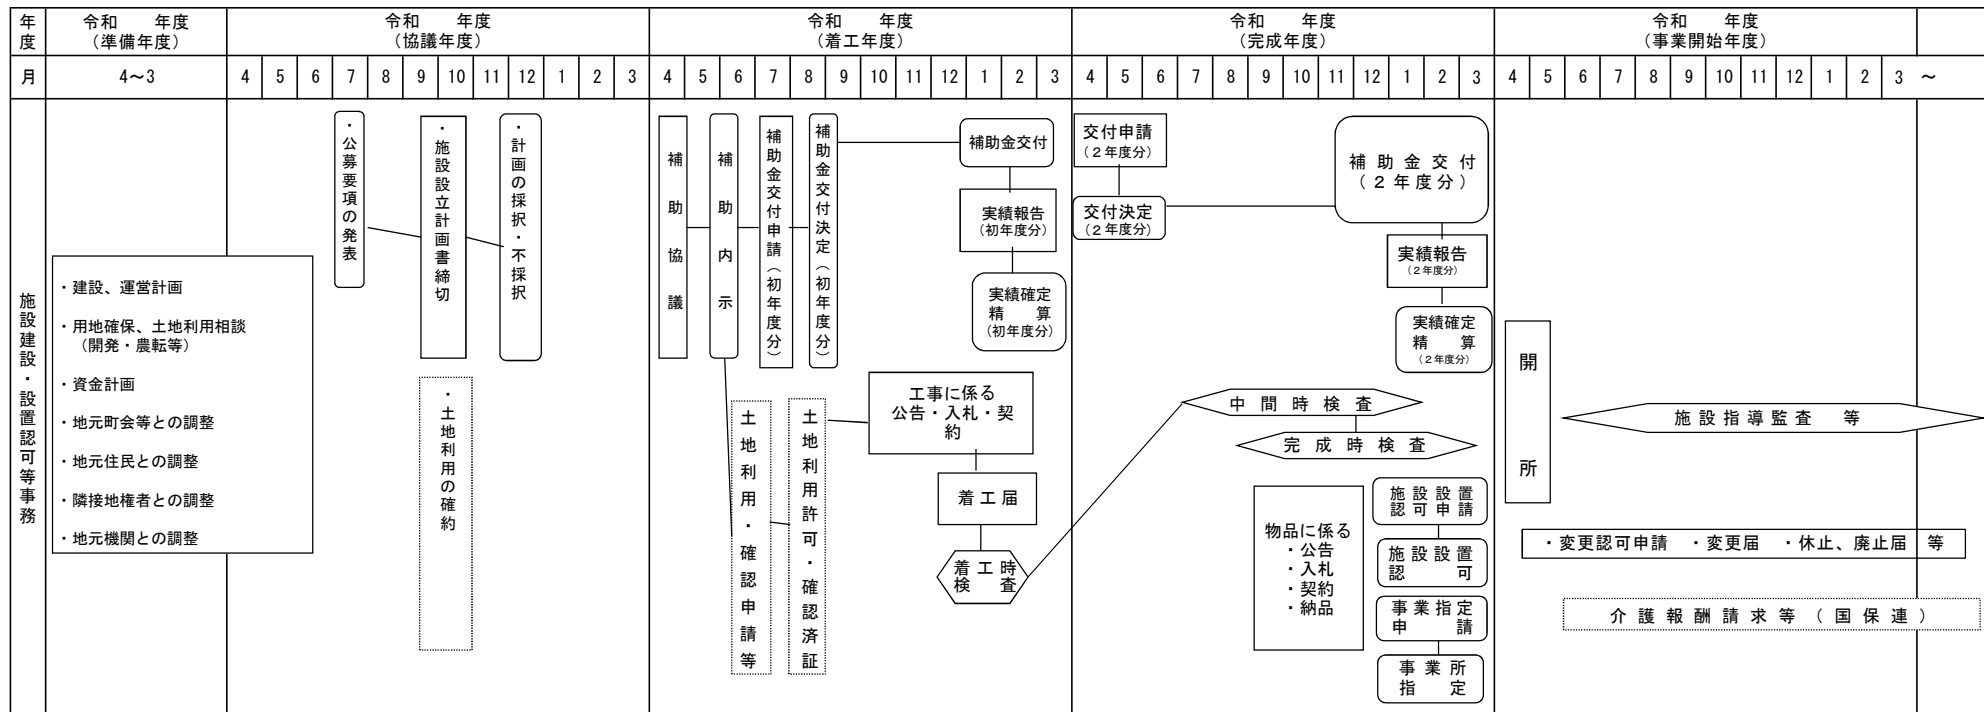 年度
令和　　年度
（準備年度）
令和　　年度
（協議年度）
令和　　年度
（着工年度）
令和　　年度
（完成年度）
令和　　年度
（事業開始年度）
月
4～3
4 5 6 7 8 9 10 11 12 1 2 3
4 5 6 7 8 9 10 11 12 1 2 3
4 5 6 7 8 9 10 11 12 1 2 3
4 5 6 7 8 9 10 11 12 1 2 3 ～
施設建設・設置認可等事務
・建設、運営計画
・用地確保、土地利用相談
（開発・農転等）
・資金計画
・地元町会等との調整
・地元住民との調整
・隣接地権者との調整
・地元機関との調整
・公募要項の発表
・施設設立計画書締切
・計画の採択・不採択
・土地利用の確約
補助協議
補助内示
補助金交付申請（初年度分）
補助金交付決定（初年度分）
補助金交付
実績報告
（初年度分）
実績確定
精　　算
（初年度分）
土地利用・確認申請等
土地利用許可・確認済証
工事に係る
公告・入札・契
約
着工届
着工時
検　査
交付申請
（２年度分）
交付決定
（２年度分）
補助金交付
（２年度分）
実績報告
（２年度分）
実績確定
精　　算
（２年度分）
中間時検査
完成時検査
物品に係る
・公告
・入札
・契約
・納品
施設設置
認可申請
施設設置
認　　可
事業指定
申　　請
事業所
指　定
開所
施設指導監査　等
・変更認可申請　・変更届　・休止、廃止届　等
介護報酬請求等（国保連）